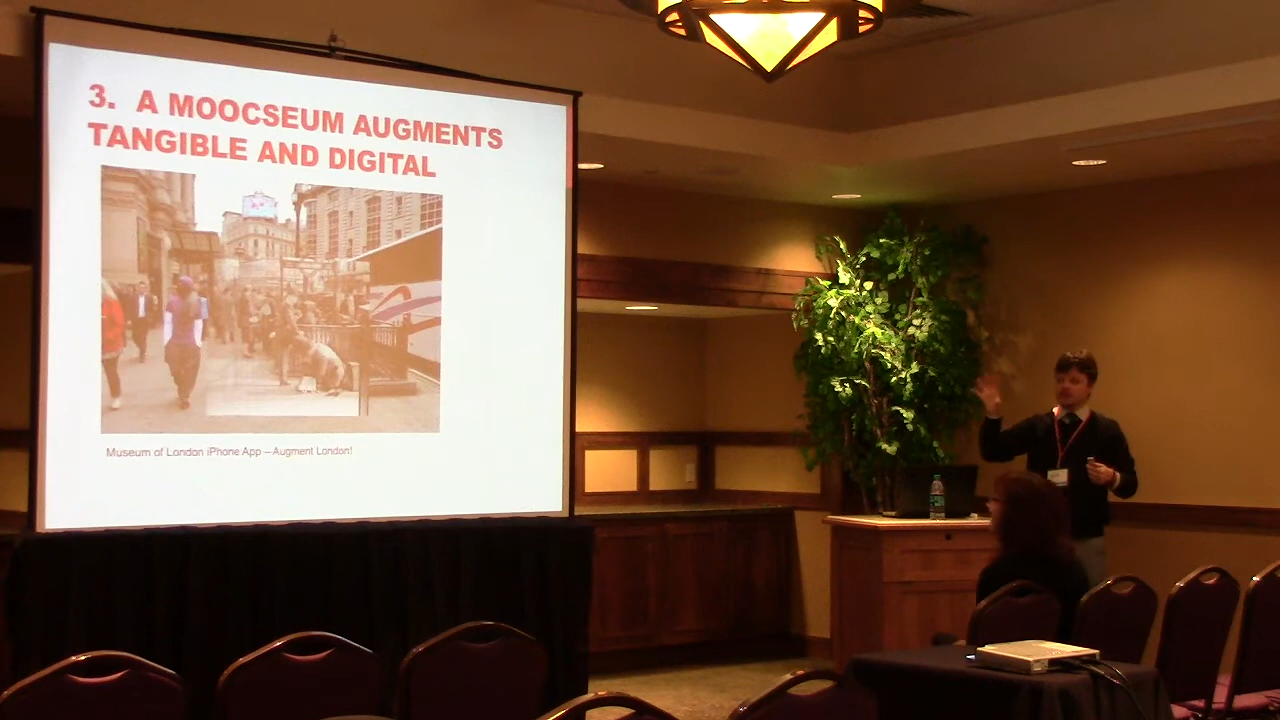 3. A MOOCSEUM AUGMENTS
TANGIBLE AND DIGITAL
Museum of London iPhone App – Augment London!